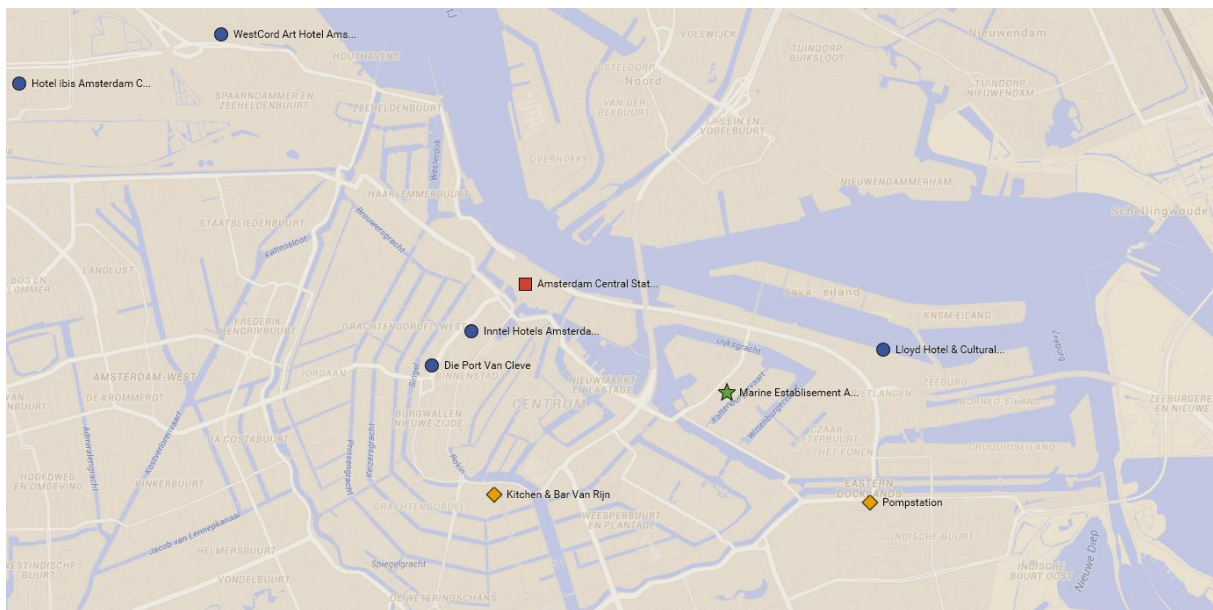 WestCord Art Hotel Ams...
VOLEWIJCK
Nieuwendam
IJ
HOUTHAVENS
TUINDORP
BUIKSLOOT
DISTELDORP
Noord
Hotel ibis Amsterdam C...
SPAARNDAMMER EN
ZEEHELDENBUURT
ZEEHELDENBUURT
VAN DER
PEKBUURT
TUINDORP
NIEUWENDAM
IJPLEIN EN
VOGELBUURT
OVERHOEKS
Westerdok
NIEUWENDAMMERHAM
HAARLEMMERBUURT
Schellingwoude
STAATSLIEDENBUURT
Brouwersgracht
Kattensloot
LANDLUST
BOS EN
LOMMER
Amsterdam Central Stat...
Java- eiland
KNSM EILAND
FREDERIK
HENDRIKBUURT
GRACHTENGORDEL-WEST
Inntel Hotels Amsterda...
Dijksgracht
Lloyd Hotel & Cultural...
Zeeburg
Die Port Van Cleve
BINNENSTAD
Singel
JORDAAN
AMSTERDAM-WEST
DE KROMMERDT
NIEUWMARKT
EN LASTAGE
CENTRUM
Marine Establisement A...
Kattenburgervaart
Wittenburgervaart
ZEEBURG
BORNEO-EILAND
BURGWALLEN
NIEUWE ZIJDE
CZAAR
PETERBUURT
HET FUNEN
CRUQUIUSEILAND
DA COSTABUURT
Prinsengracht
Keizersgracht
Kostverlorenvaart
Admiralengracht
Rokin
HOOFDWEG
EN OMGEVING
KINKERBUURT
Kitchen & Bar Van Rijn
EASTERN
DOCKLANDS
Pompstation
GRACHTENGORDEL
WEESPERBUURT
EN PLANTAGE
Jacob van Lennepkanaal
HELMERSBUURT
INDISCHE BUURT
Nieuwe Diep
Spiegelgracht
INDISCHE
BUURT OOST
VONDELBUURT
DE WETERINGSCHANS